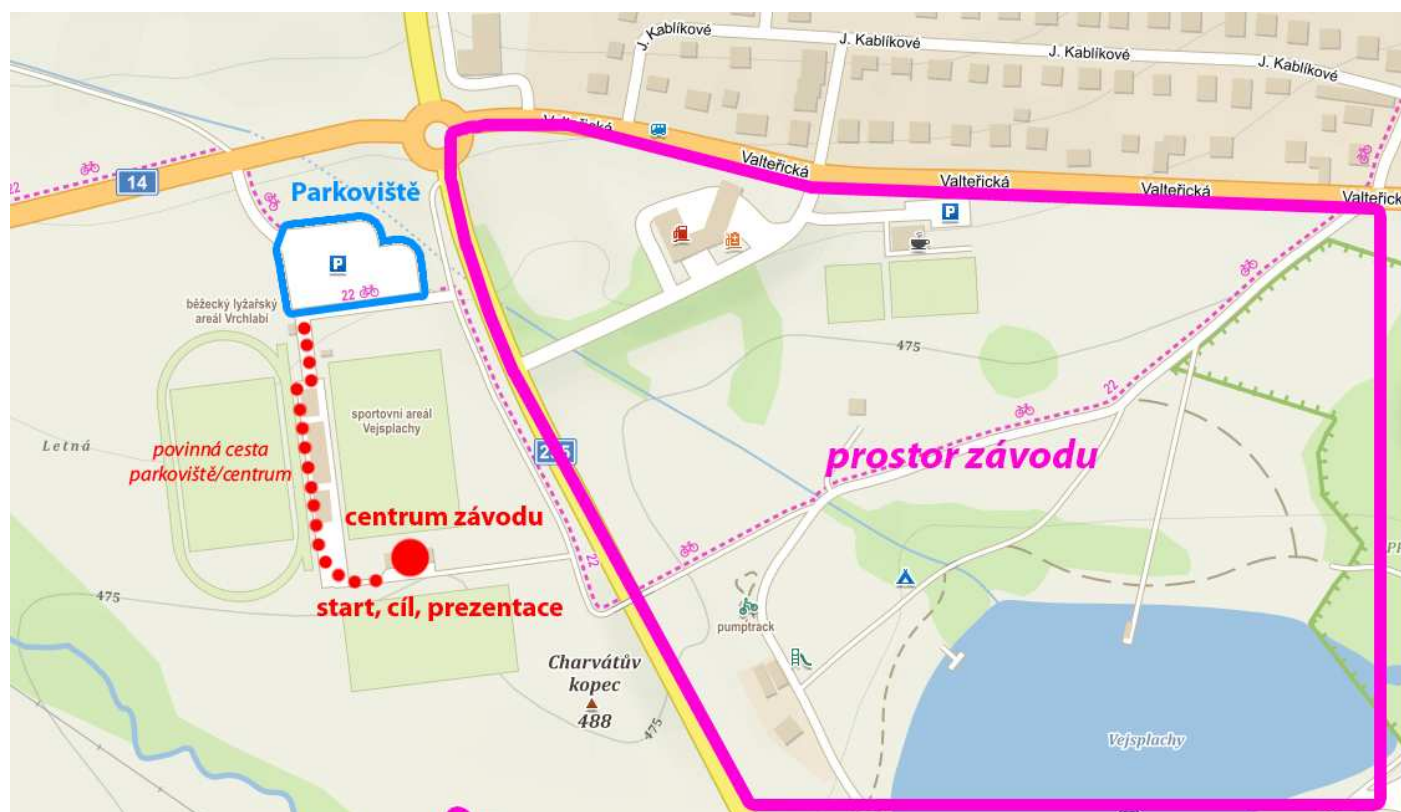 J. Kablíkové
J. Kablíkové
J. Kablíkové
J. Kablíkové
Valteřická
Valteřická
Valteřická
Valteřická
Valteřická
22
14
Parkoviště
P
P
22
běžecký lyžařský
areál Vrchlabí
475
22
sportovní areál
Vejsplachy
Letná
povinná cesta
parkoviště/centrum
prostor závodu
centrum závodu
22
475
start, cíl, prezentace
pumptrack
Charvátův
kopec
488
475
Vejsplachy